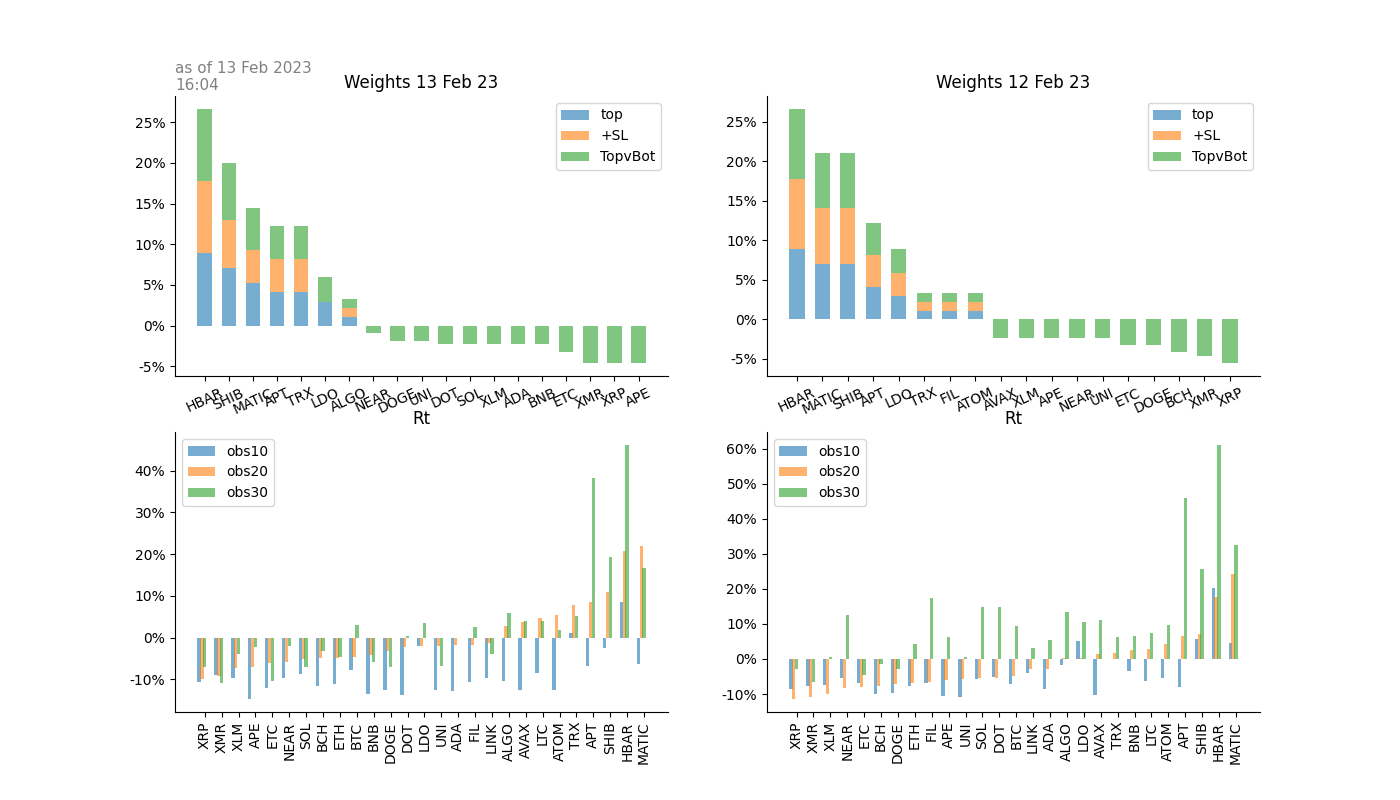 as of 13 Feb 2023
16:04
Weights 13 Feb 23
25%
20%
15%
10%
5%
0%
-5%
top
+SL
TopvBot
HBAR SHIB MATIC APT TRX LDO ALGO NEAR DOGE UNI DOT SOL XLM ADA BNB ETC XMR XRP APE
Weights 12 Feb 23
25%
20%
15%
10%
5%
0%
-5%
top
+SL
TopvBot
HBAR MATIC SHIB APT LDO TRX FIL ATOM AVAX XLM APE NEAR UNI ETC DOGE BCH XMR XRP
Rt
40%
30%
20%
10%
0%
-10%
obs10
obs20
obs30
XRP XMR XLM APE ETC NEAR SOL BCH ETH BTC BNB DOGE DOT LDO UNI ADA FIL LINK ALGO AVAX LTC ATOM TRX APT SHIB HBAR MATIC
Rt
60%
50%
40%
30%
20%
10%
0%
-10%
obs10
obs20
obs30
XRP XMR XLM NEAR ETC BCH DOGE ETH FIL APE UNI SOL DOT BTC LINK ADA ALGO LDO AVAX TRX BNB LTC ATOM APT SHIB HBAR MATIC